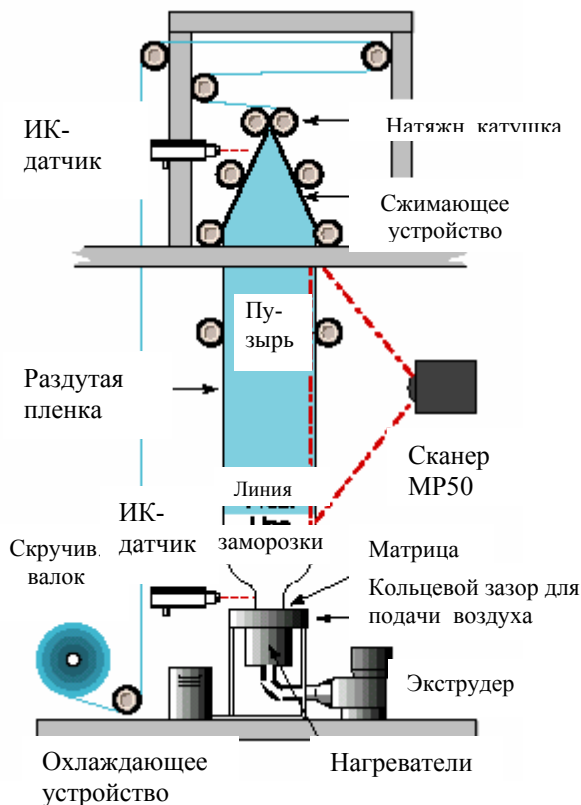 ИК-
датчик
Натяжн. катушка
Сжимающее
устройство
Пу-
зырь
Раздутая
пленка
Сканер
MP50
Линия
заморозки
ИК-
датчик
Скручив.
валок
Матрица
Кольцевой зазор для
подачи воздуха
Экструдер
Охлаждающее
устройство
Нагреватели